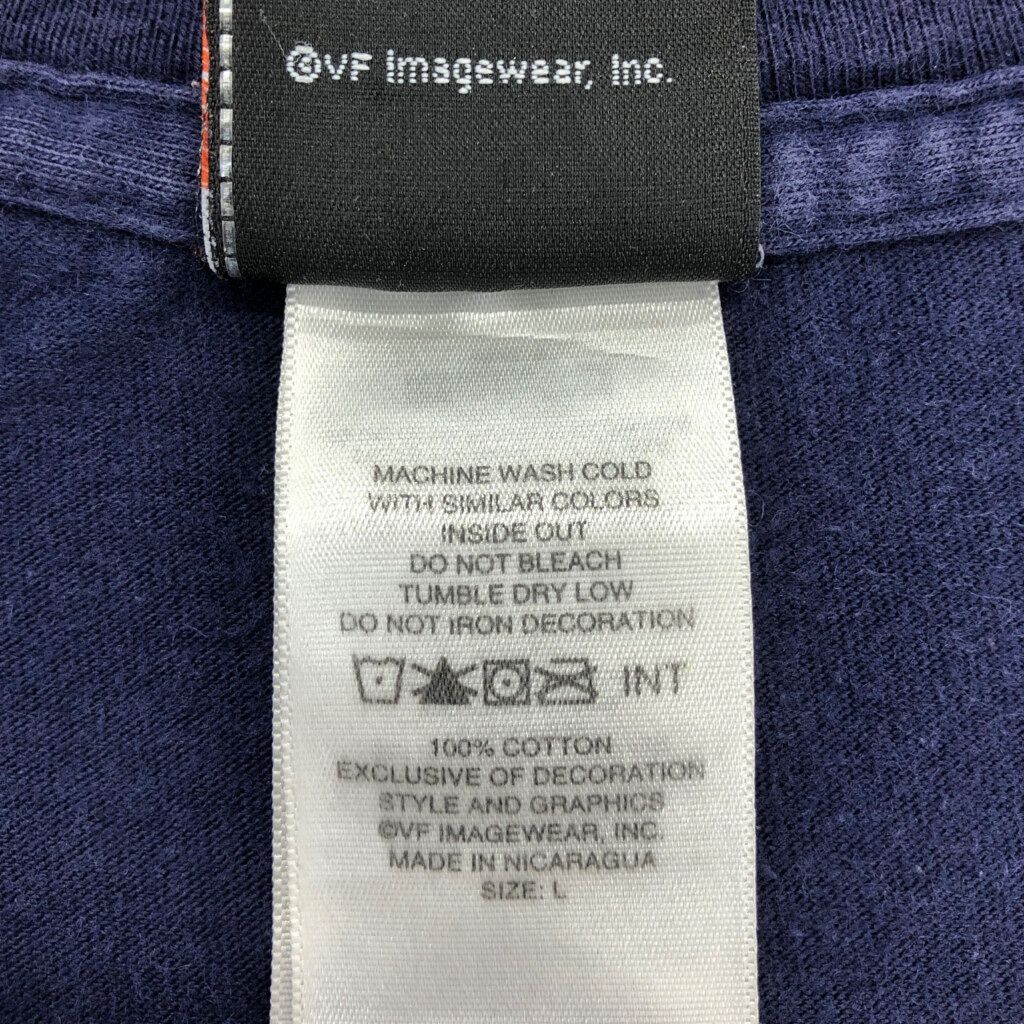 ©VF Imagewear, Inc.
MACHINE WASH COLD
WITH SIMILAR COLORS
INSIDE OUT
DO NOT BLEACH
TUMBLE DRY LOW
DO NOT IRON DECORATION
INT
100% COTTON
EXCLUSIVE OF DECORATION
STYLE AND GRAPHICS
©VF IMAGEWEAR, INC.
MADE IN NICARAGUA
SIZE: L